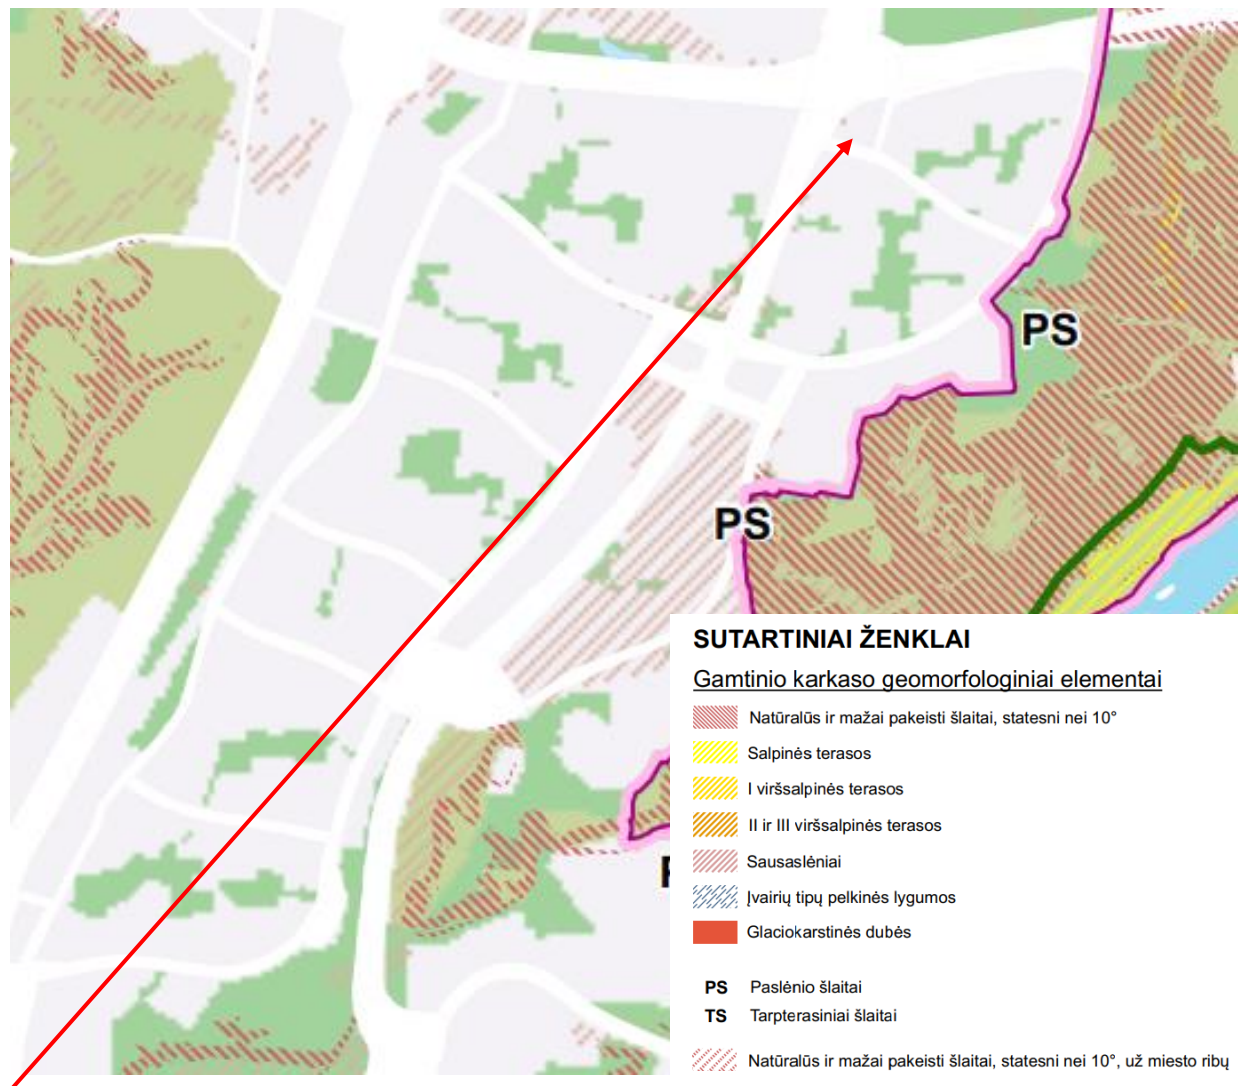 PS
PS
SUTARTINIAI ŽENKLAI
Gamtinio karkaso geomorfologiniai elementai
Natūralūs ir mažai pakeisti šlaitai, statesni nei 10°
Salpinės terasos
I viršsalpinės terasos
II ir III viršsalpinės terasos
Sausaslėniai
Įvairių tipų pelkinės lygumos
Glaciokarstinės dubės
PS Paslėnio šlaitai
TS Tarpterasiniai šlaitai
Natūralūs ir mažai pakeisti šlaitai, statesni nei 10°, už miesto ribų